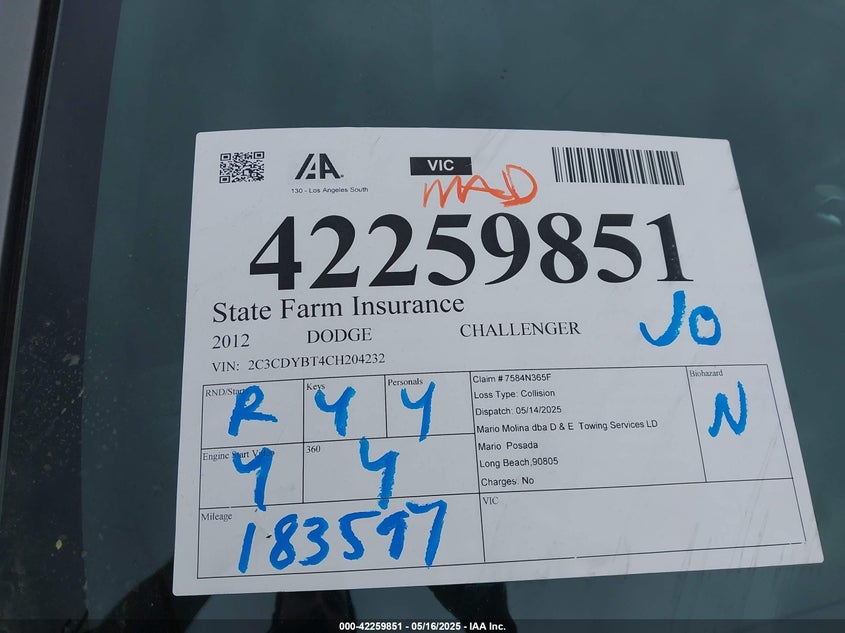 IAA.
130 - Los Angeles South
VIC
MAD
42259851
State Farm Insurance
2012 DODGE CHALLENGER
JO
VIN: 2C3CDYBT4CH204232
RND/Start
R
Keys
Y
Personals
Y
Claim # 7584N365F
Loss Type: Collision
Dispatch: 05/14/2025
Mario Molina dba D & E Towing Services LD
Mario Posada
Long Beach,90805
Charges: No
Biohazard
N
Engine Start
Y
360
Y
Mileage
183597
VIC
000-42259851 - 05/16/2025 - IAA Inc.